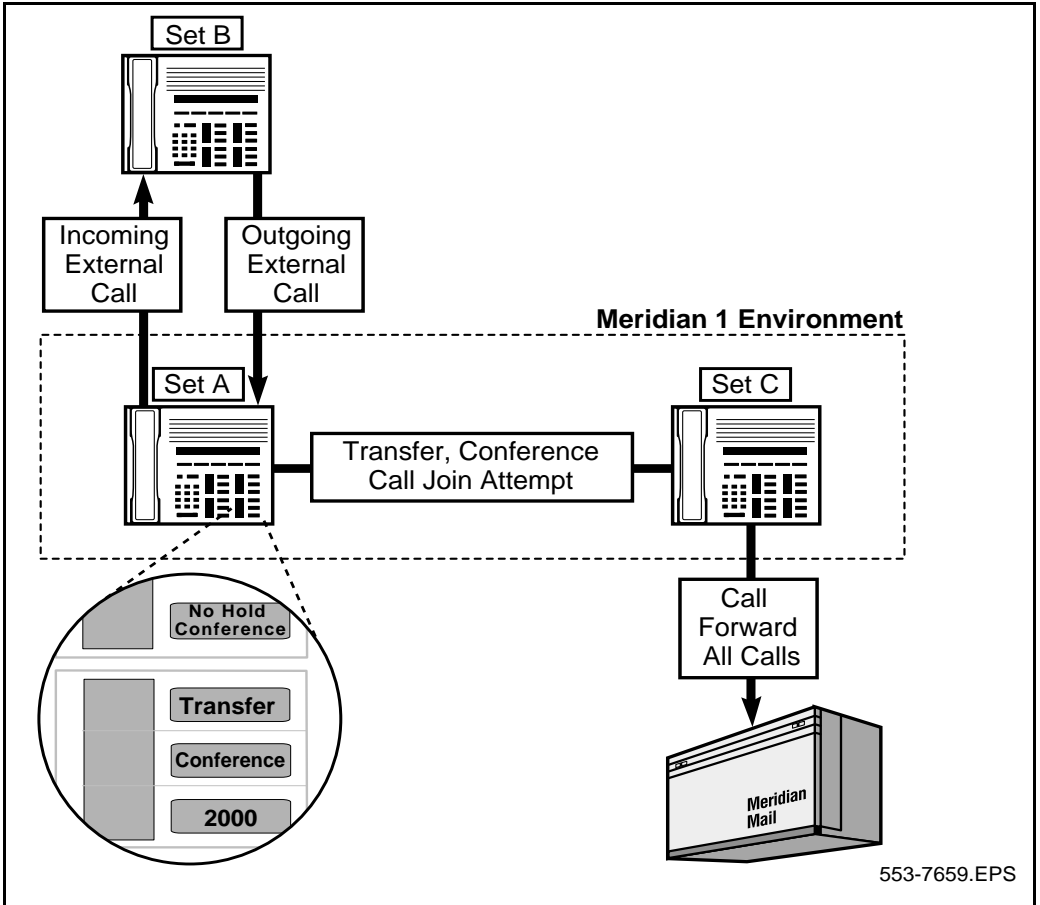 Set B
Incoming
External
Call
Outgoing
External
Call
Meridian 1 Environment
Set A
Set C
Transfer, Conference
Call Join Attempt
No Hold
Conference
Transfer
Conference
2000
Call
Forward
All Calls
Meridian
Mail
553-7659.EPS